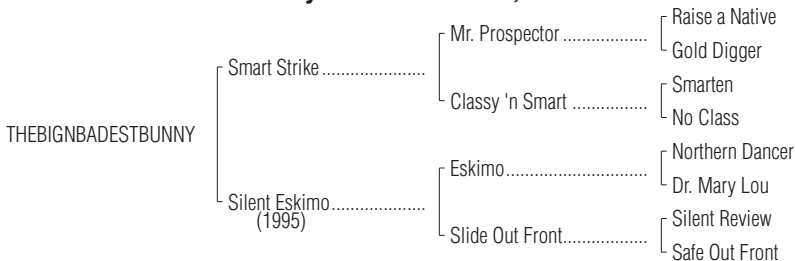 Raise a Native
Mr. Prospector ..................
Gold Digger
Smart Strike ......................
Smarten
Classy 'n Smart ................
No Class
THEBIGNBADESTBUNNY
Northern Dancer
Eskimo..............................
Dr. Mary Lou
Silent Eskimo....................
(1995)
Silent Review
Slide Out Front..................
Safe Out Front